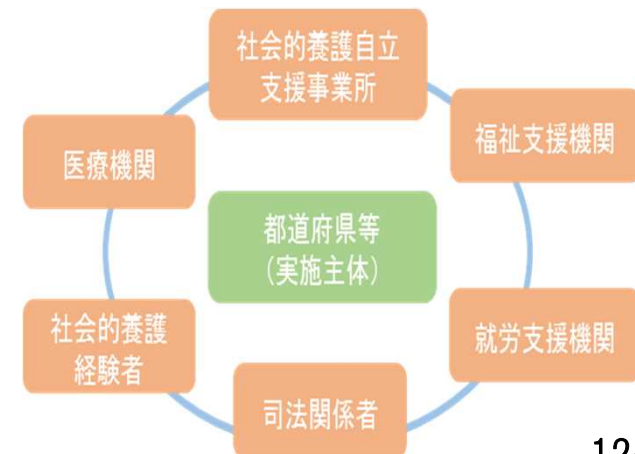 社会的養護自立
支援事業所
医療機関
福祉支援機関
都道府県等
(実施主体)
社会的養護
経験者
就労支援機関
司法関係者
12